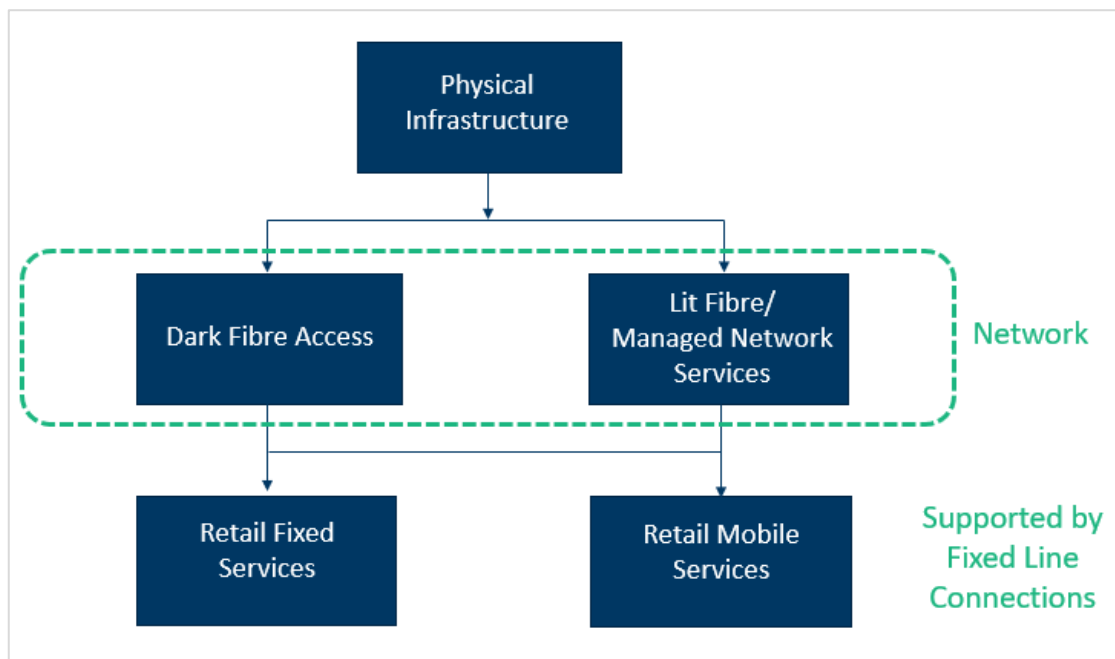 Physical
Infrastructure
Dark Fibre Access
Lit Fibre/
Managed Network
Services
Network
Retail Fixed
Services
Retail Mobile
Services
Supported by
Fixed Line
Connections